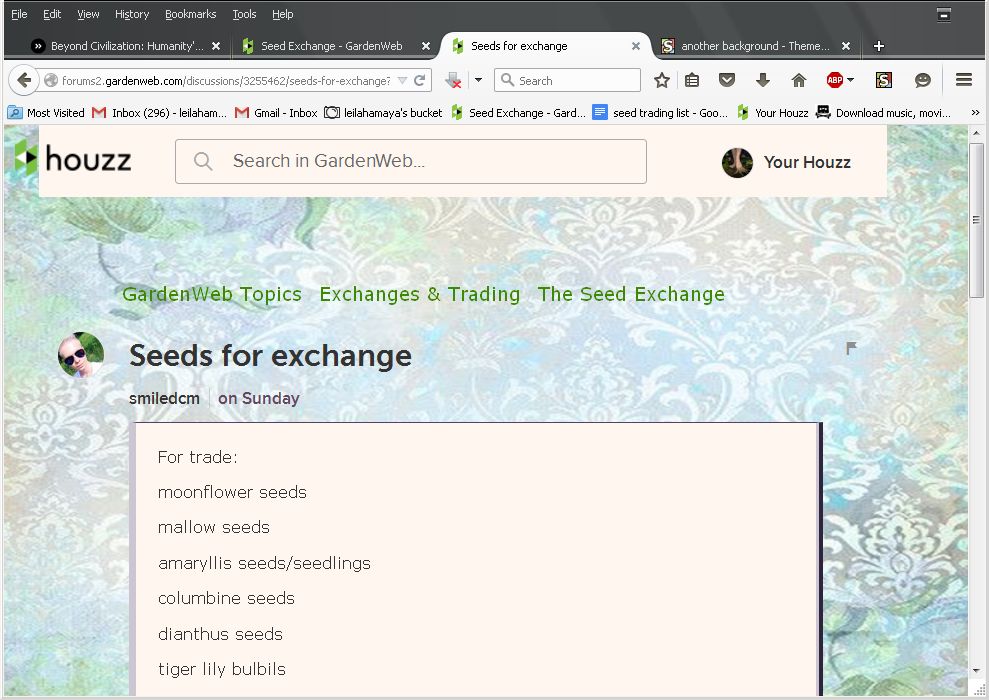 File Edit View History Bookmarks Tools Help
Beyond Civilization: Humanity'... Seed Exchange - GardenWeb Seeds for exchange another background - Theme...
forums2.gardenweb.com/discussions/3255462/seeds-for-exchange? ABP Search
Most Visited Inbox (296) - leilaham... Gmail - Inbox leilahamaya's bucket Seed Exchange - Gard... seed trading list - Goo... Your Houzz Download music, movi...
houzz Search in GardenWeb... Your Houzz
GardenWeb Topics Exchanges & Trading The Seed Exchange
Seeds for exchange
smiledcm on Sunday
For trade:
moonflower seeds
mallow seeds
amaryllis seeds/seedlings
columbine seeds
dianthus seeds
tiger lily bulbils